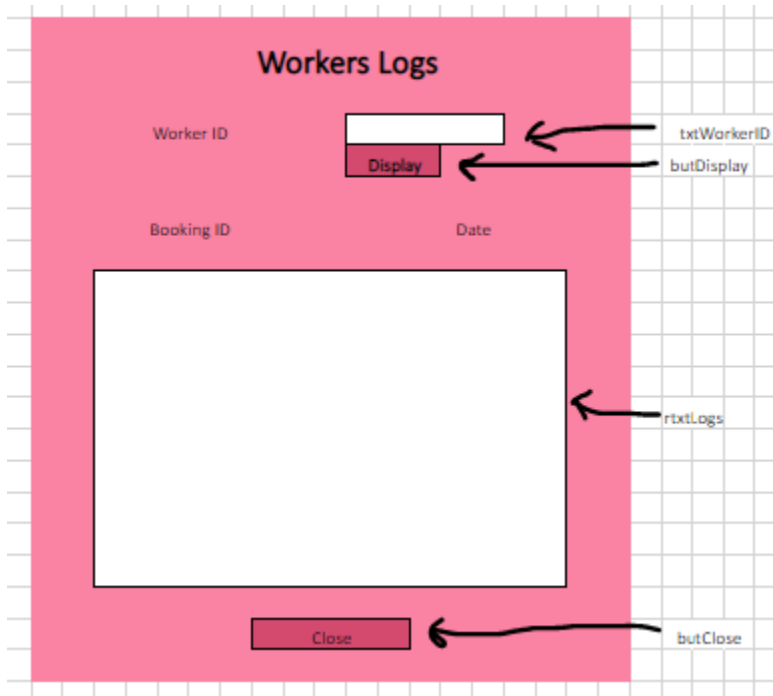 Workers Logs
Worker ID
txtWorkerID
Display
butDisplay
Booking ID
Date
rtxtLogs
Close
butClose